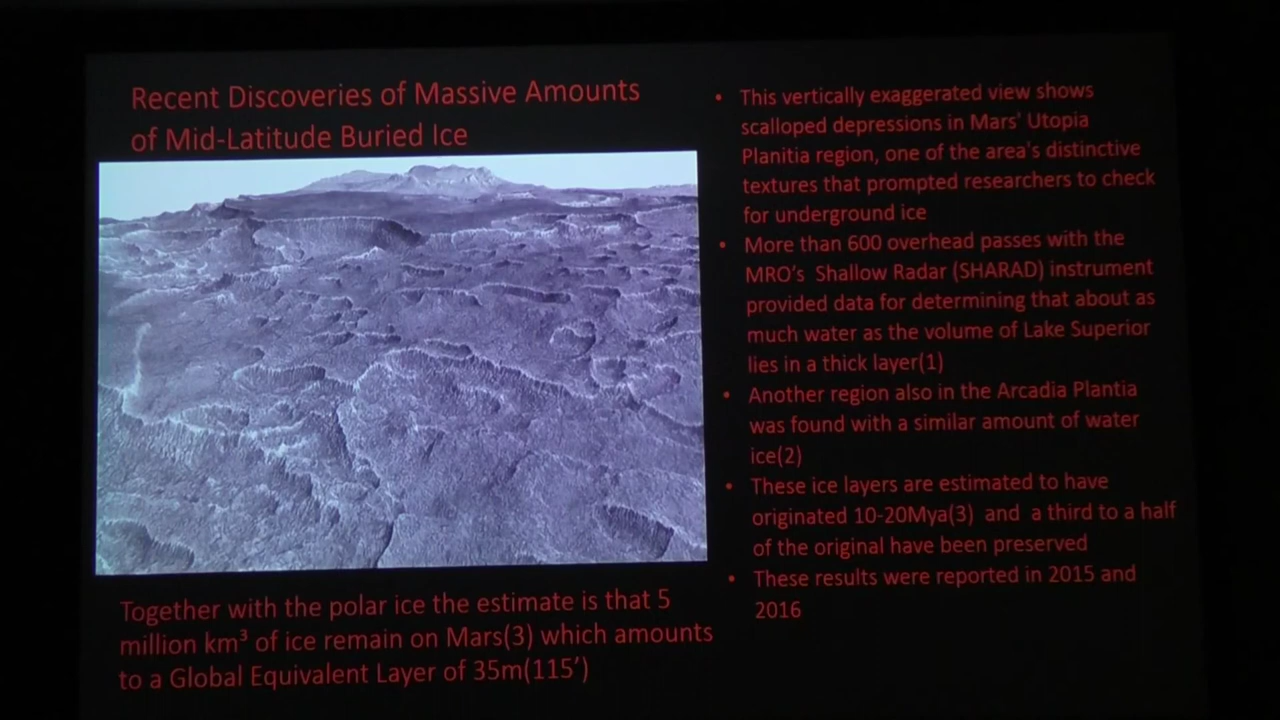 Recent Discoveries of Massive Amounts
of Mid-Latitude Buried Ice
• This vertically exaggerated view shows
scalloped depressions in Mars' Utopia
Planitia region, one of the area's distinctive
textures that prompted researchers to check
for underground ice
• More than 600 overhead passes with the
MRO's Shallow Radar (SHARAD) instrument
provided data for determining that about as
much water as the volume of Lake Superior
lies in a thick layer(1)
• Another region also in the Arcadia Plantia
was found with a similar amount of water
ice(2)
• These ice layers are estimated to have
originated 10-20Mya(3) and a third to a half
of the original have been preserved
• These results were reported in 2015 and
2016
Together with the polar ice the estimate is that 5
million km³ of ice remain on Mars(3) which amounts
to a Global Equivalent Layer of 35m(115')